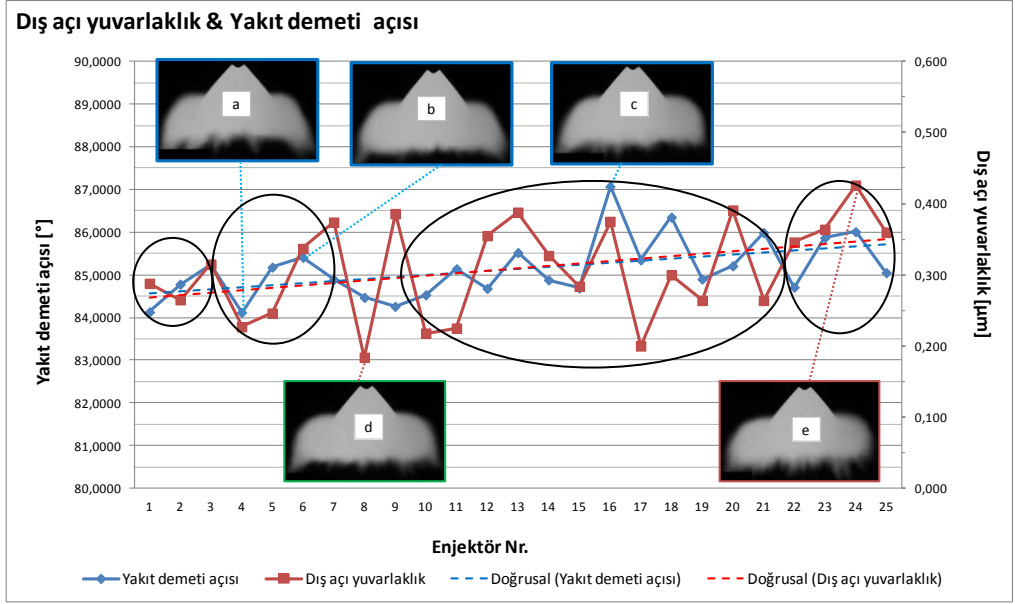 Dış açı yuvarlaklık & Yakıt demeti açısı
90,0000
89,0000
88,0000
87,0000
86,0000
85,0000
84,0000
83,0000
82,0000
81,0000
80,0000
Yakıt demeti açısı [°]
a
b
c
d
e
0,600
0,500
0,400
0,300
0,200
0,100
0,000
Dış açı yuvarlaklık [µm]
1 2 3 4 5 6 7 8 9 10 11 12 13 14 15 16 17 18 19 20 21 22 23 24 25
Enjektör Nr.
Yakıt demeti açısı Dış açı yuvarlaklık Doğrusal (Yakıt demeti açısı) Doğrusal (Dış açı yuvarlaklık)